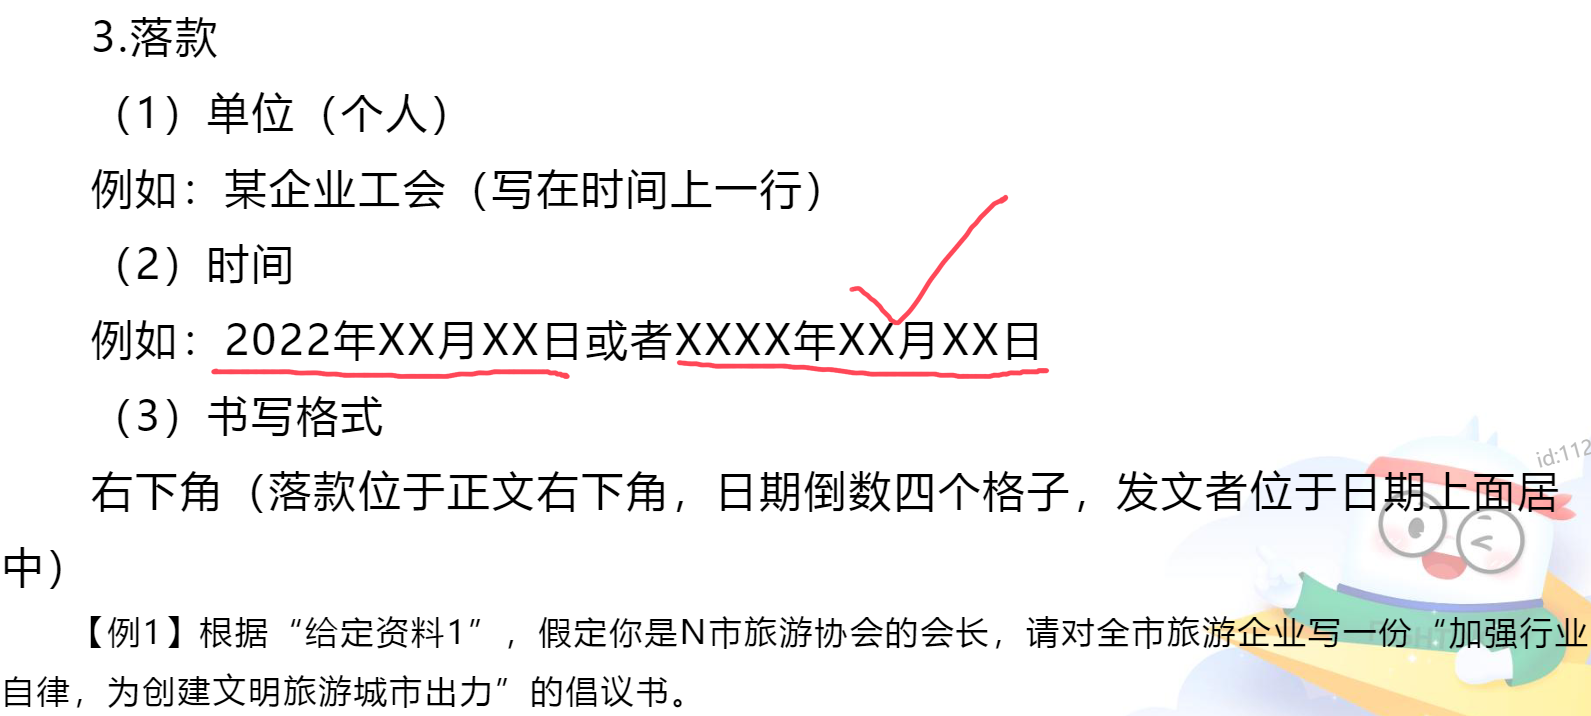 3.落款
（1）单位（个人）
例如：某企业工会（写在时间上一行）
（2）时间
例如：2022年XX月XX日或者XXXX年XX月XX日
（3）书写格式
右下角（落款位于正文右下角，日期倒数四个格子，发文者位于日期上面居
中）
id:112
【例1】根据“给定资料1”，假定你是N市旅游协会的会长，请对全市旅游企业写一份“加强行业
自律，为创建文明旅游城市出力”的倡议书。